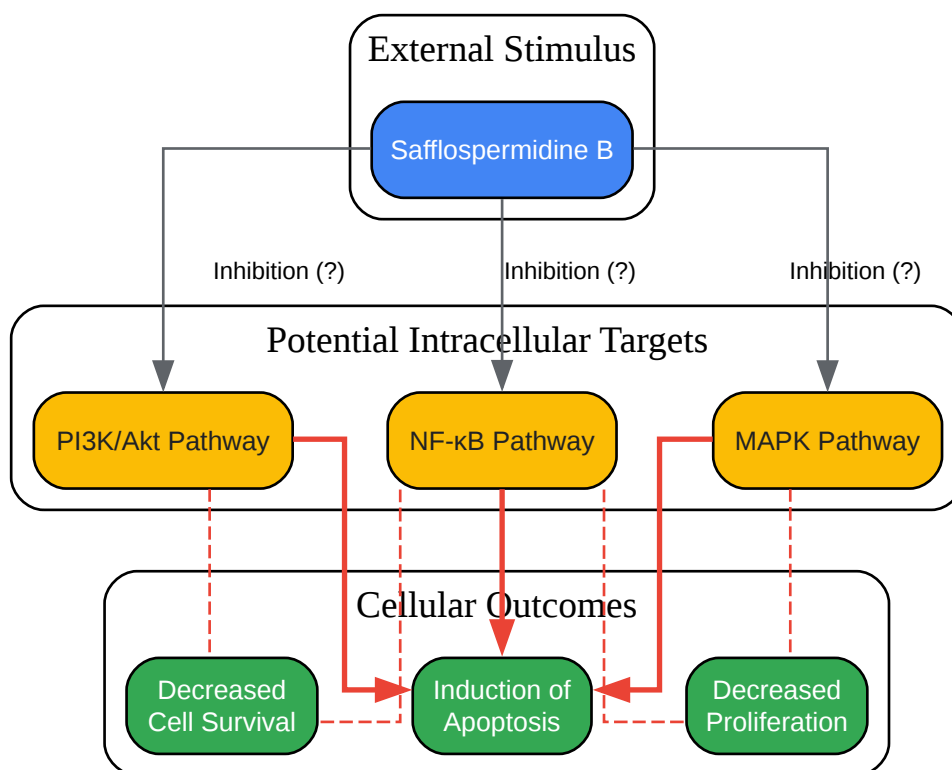 External Stimulus
Safflospermidine B
Inhibition (?)
Inhibition (?)
Inhibition (?)
Potential Intracellular Targets
PI3K/Akt Pathway
NF-κB Pathway
MAPK Pathway
Cellular Outcomes
Decreased
Cell Survival
Induction of
Apoptosis
Decreased
Proliferation